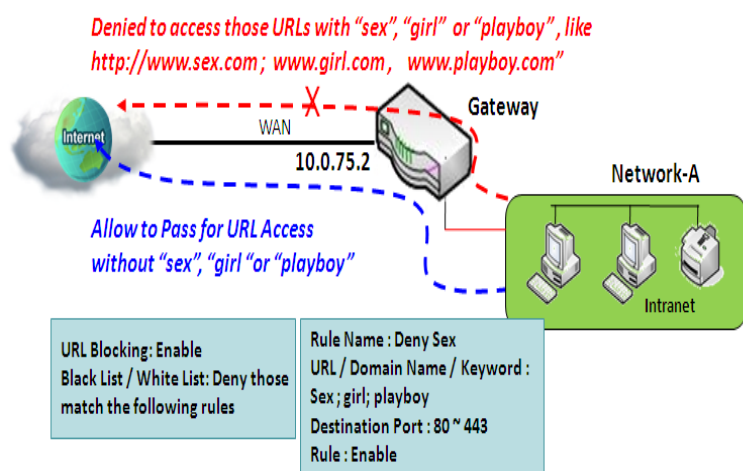 Denied to access those URLs with “sex”, “girl” or “playboy” , like
http://www.sex.com ; www.girl.com , www.playboy.com”
Gateway
Internet
WAN
10.0.75.2
Network-A
Allow to Pass for URL Access
without “sex”, “girl “or “playboy”
Intranet
URL Blocking: Enable
Black List / White List: Deny those
match the following rules
Rule Name : Deny Sex
URL / Domain Name / Keyword :
Sex ; girl; playboy
Destination Port : 80 ~ 443
Rule : Enable